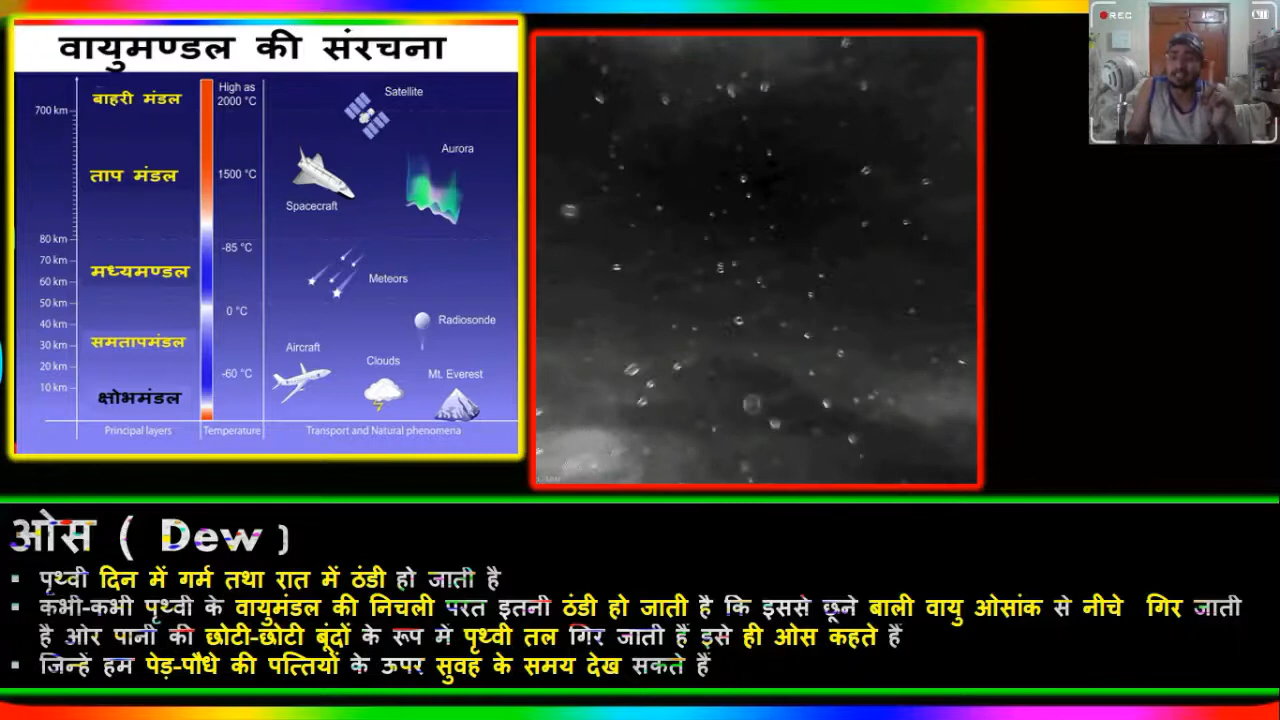 वायुमण्डल की संरचना
बाहरी मंडल
High as
2000 °C
Satellite
700 km
ताप मंडल
1500 °C
Aurora
Spacecraft
80 km
-85 °C
70 km
मध्यमण्डल
60 km
Meteors
50 km
0 °C
40 km
Radiosonde
30 km
समतापमंडल
Aircraft
20 km
Clouds
-60 °C
Mt. Everest
10 km
क्षोभमंडल
Principal layers
Temperature
Transport and Natural phenomena
REC
ओस ( Dew )
▪ पृथ्वी दिन में गर्म तथा रात में ठंडी हो जाती है
▪ कभी-कभी पृथ्वी के वायुमंडल की निचली परत इतनी ठंडी हो जाती है कि इससे छूने बाली वायु ओसांक से नीचे गिर जाती
है ओर पानी की छोटी-छोटी बूंदों के रूप में पृथ्वी तल गिर जाती हैं इसे ही ओस कहते हैं
▪ जिन्हें हम पेड़-पौधे की पत्तियों के ऊपर सुवह के समय देख सकते हैं